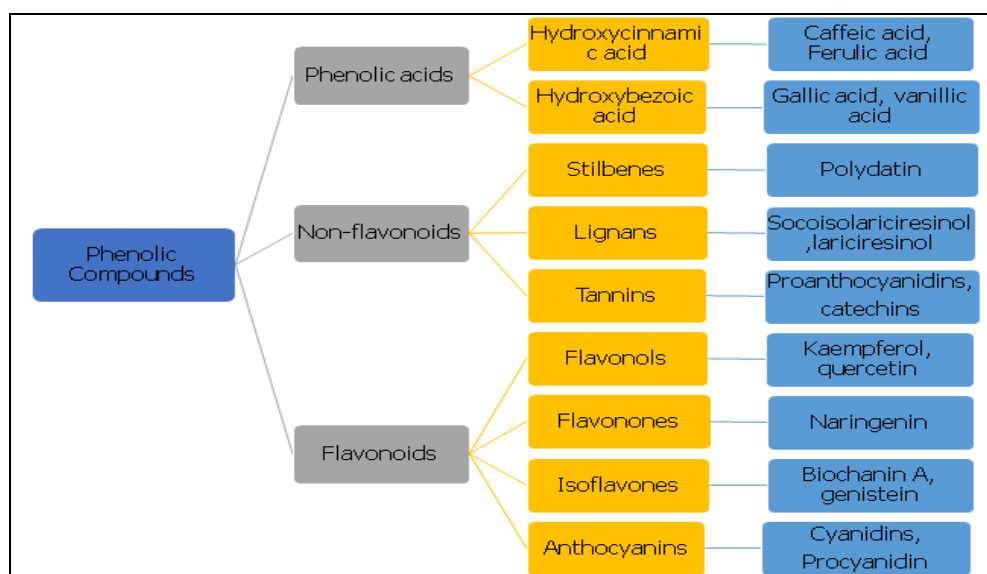 Phenolic
Compounds
Phenolic acids
Non-flavonoids
Flavonoids
Hydroxycinnami
c acid
Hydroxybezoic
acid
Stilbenes
Lignans
Tannins
Flavonols
Flavonones
Isoflavones
Anthocyanins
Caffeic acid,
Ferulic acid
Gallic acid, vanillic
acid
Polydatin
Socoisolariciresinol
,lariciresinol
Proanthocyanidins,
catechins
Kaempferol,
quercetin
Naringenin
Biochanin A,
genistein
Cyanidins,
Procyanidin